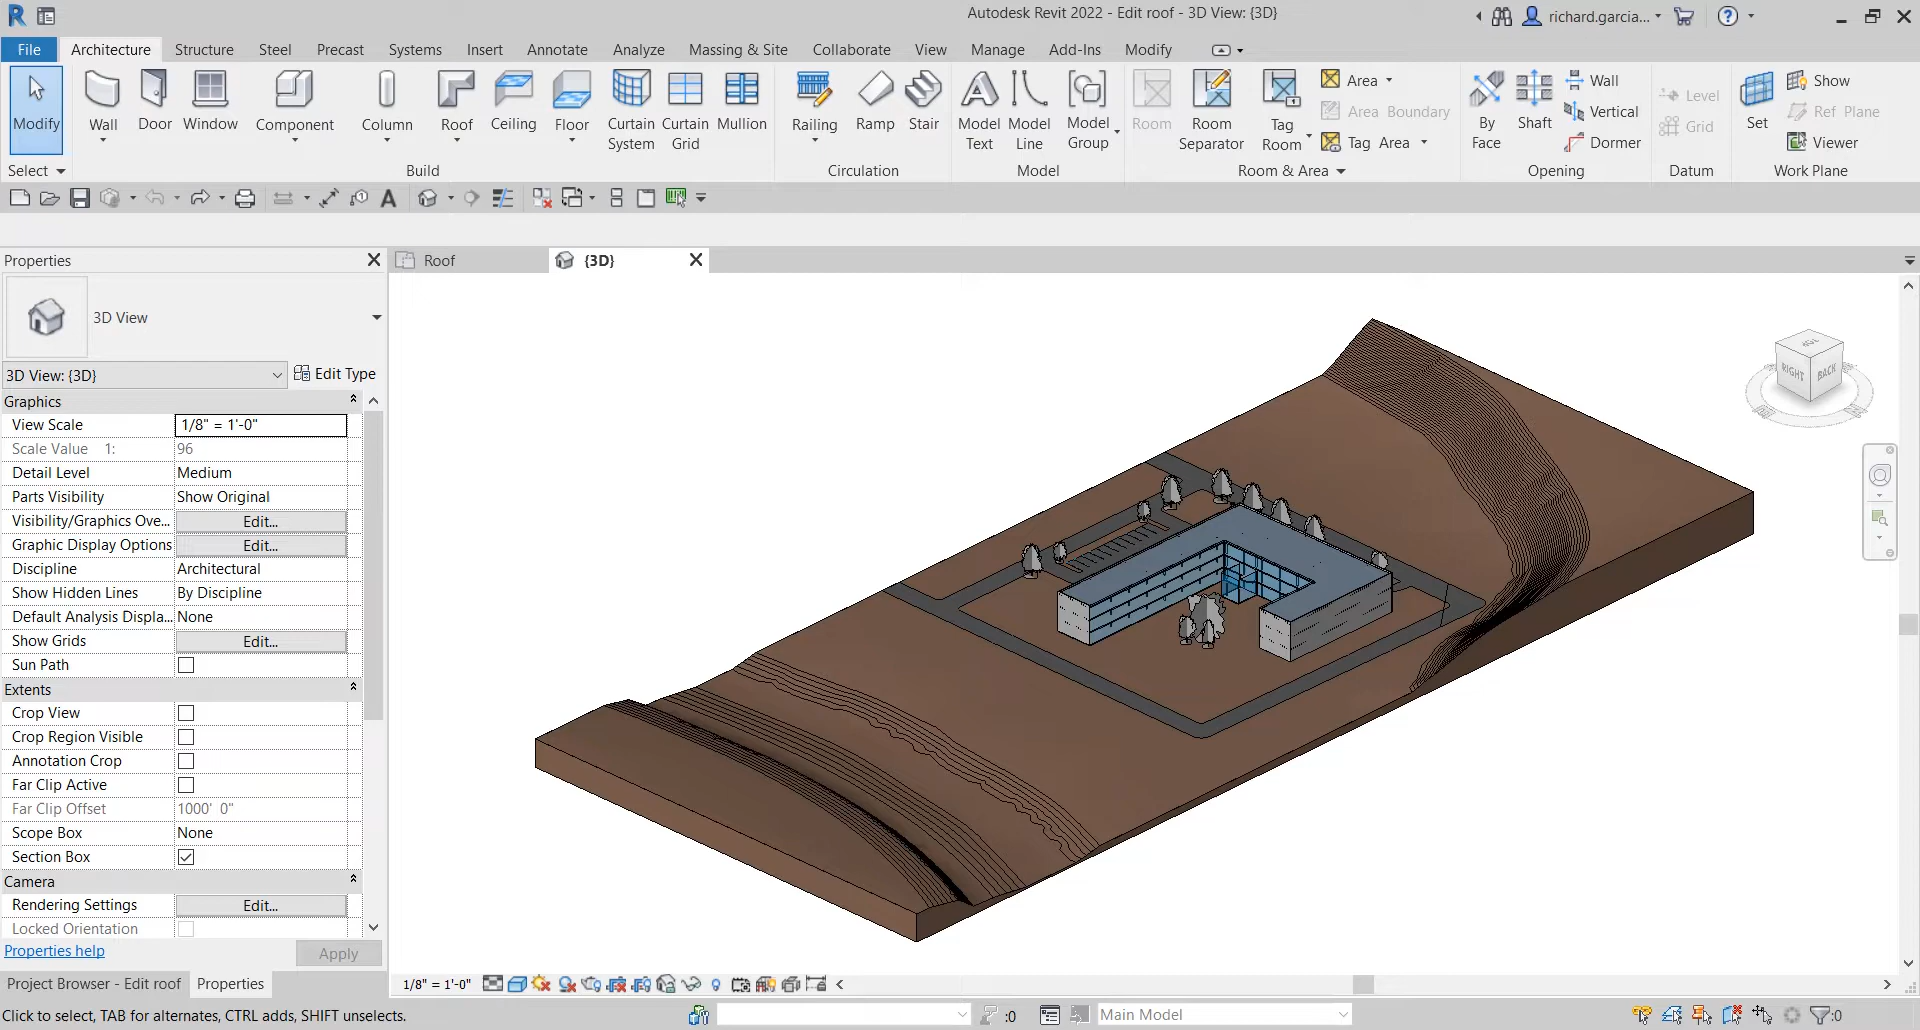 Autodesk Revit 2022 - Edit roof - 3D View: {3D}
richard.garcia...
File Architecture Structure Steel Precast Systems Insert Annotate Analyze Massing & Site Collaborate View Manage Add-Ins Modify
Modify
Wall
Door
Window
Component
Column
Roof
Ceiling
Floor
Curtain System
Curtain Grid
Mullion
Railing
Ramp
Stair
Model Text
Model Line
Model Group
Room
Room Separator
Tag Room
Area
Area Boundary
Tag Area
By Face
Shaft
Wall
Vertical
Dormer
Level
Grid
Set
Show
Ref Plane
Viewer
Select Build Circulation Model Room & Area Opening Datum Work Plane
Properties
Roof
{3D}
3D View
3D View: {3D} Edit Type
Graphics
View Scale 1/8" = 1'-0"
Scale Value 1: 96
Detail Level Medium
Parts Visibility Show Original
Visibility/Graphics Ove... Edit...
Graphic Display Options Edit...
Discipline Architectural
Show Hidden Lines By Discipline
Default Analysis Displa... None
Show Grids Edit...
Sun Path
Extents
Crop View
Crop Region Visible
Annotation Crop
Far Clip Active
Far Clip Offset 1000' 0"
Scope Box None
Section Box
Camera
Rendering Settings Edit...
Locked Orientation
Properties help Apply
Project Browser - Edit roof Properties
TOP
RIGHT
BACK
1/8" = 1'-0"
Click to select, TAB for alternates, CTRL adds, SHIFT unselects.
:0
Main Model
:0